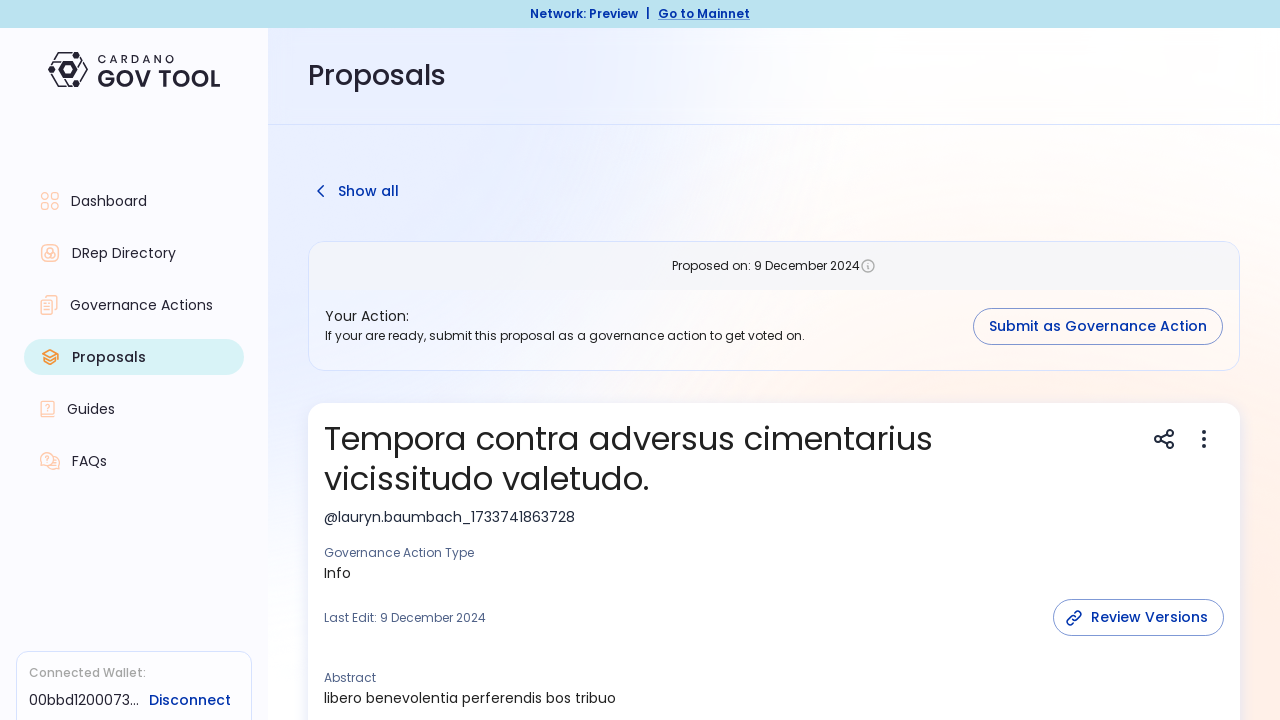 Network: Preview | Go to Mainnet
CARDANO
GOV TOOL
Proposals
Dashboard
DRep Directory
Governance Actions
Proposals
Guides
FAQs
Connected Wallet:
00bbd1200073... Disconnect
Show all
Proposed on: 9 December 2024
Your Action:
If your are ready, submit this proposal as a governance action to get voted on.
Submit as Governance Action
Tempora contra adversus cimentarius
vicissitudo valetudo.
@lauryn.baumbach_1733741863728
Governance Action Type
Info
Last Edit: 9 December 2024
Review Versions
Abstract
libero benevolentia perferendis bos tribuo